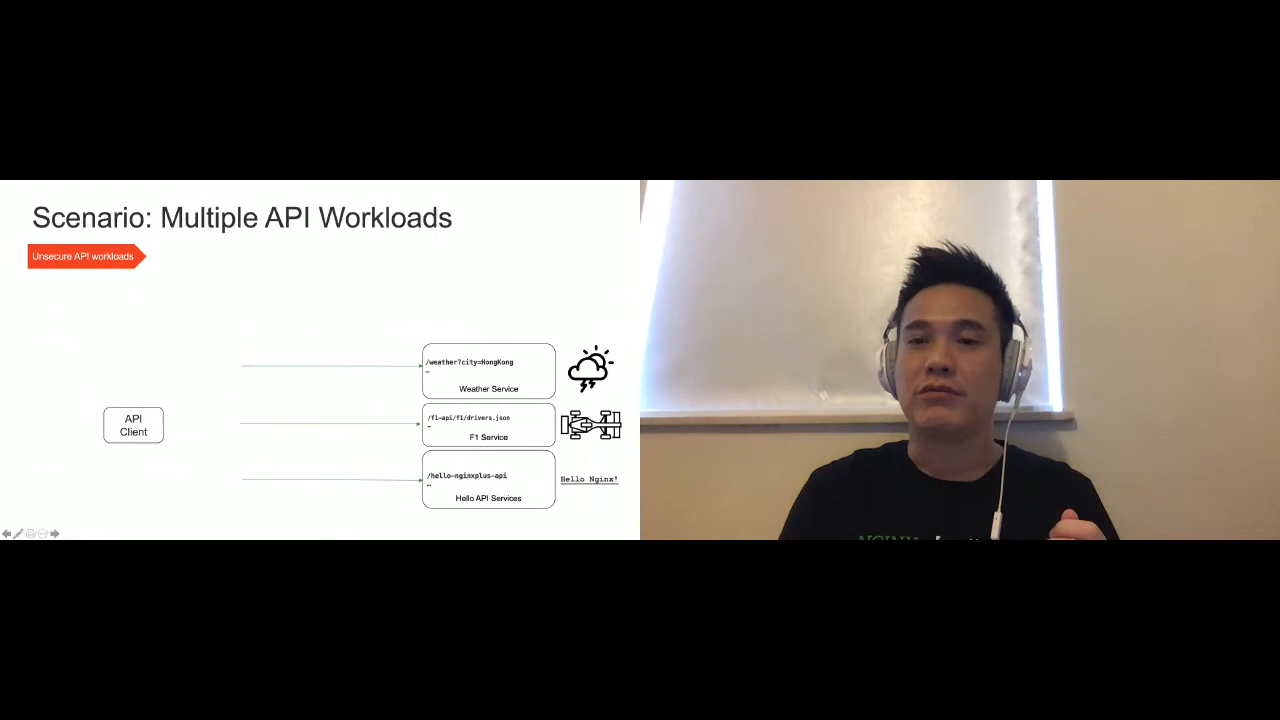 Scenario: Multiple API Workloads
Unsecure API workloads
/weather?city=HongKong
…
Weather Service
API
Client
/f1-api/f1/drivers.json
…
F1 Service
/hello-nginxplus-api
…
Hello API Services
Hello Nginx!
NGINX